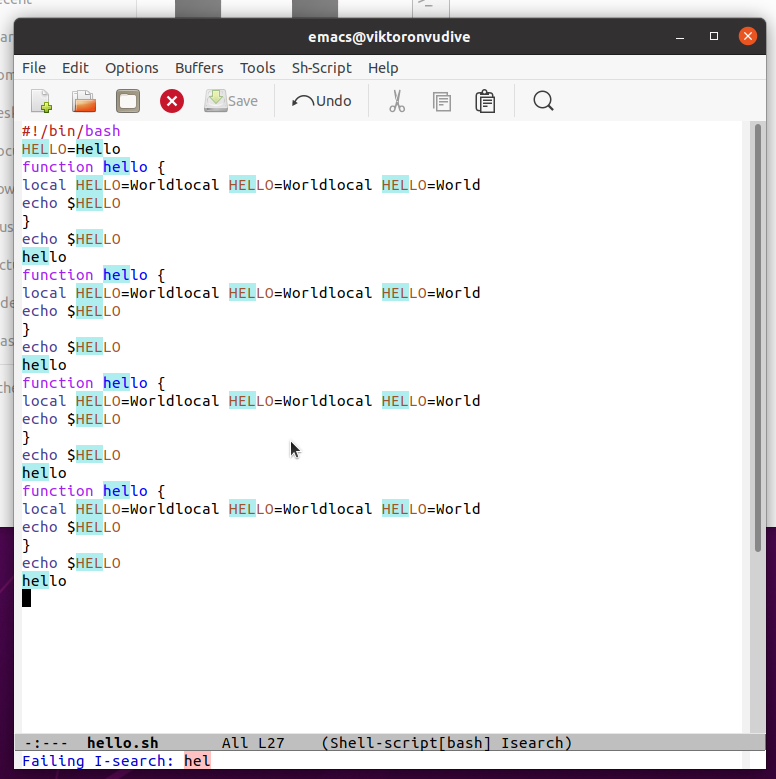 emacs@viktoronvudive
File Edit Options Buffers Tools Sh-Script Help
Save Undo
#!/bin/bash
HELLO=Hello
function hello {
local HELLO=Worldlocal HELLO=Worldlocal HELLO=World
echo $HELLO
}
echo $HELLO
hello
function hello {
local HELLO=Worldlocal HELLO=Worldlocal HELLO=World
echo $HELLO
}
echo $HELLO
hello
function hello {
local HELLO=Worldlocal HELLO=Worldlocal HELLO=World
echo $HELLO
}
echo $HELLO
hello
function hello {
local HELLO=Worldlocal HELLO=Worldlocal HELLO=World
echo $HELLO
}
echo $HELLO
hello
-:--- hello.sh All L27 (Shell-script[bash] Isearch)
Failing I-search: hel